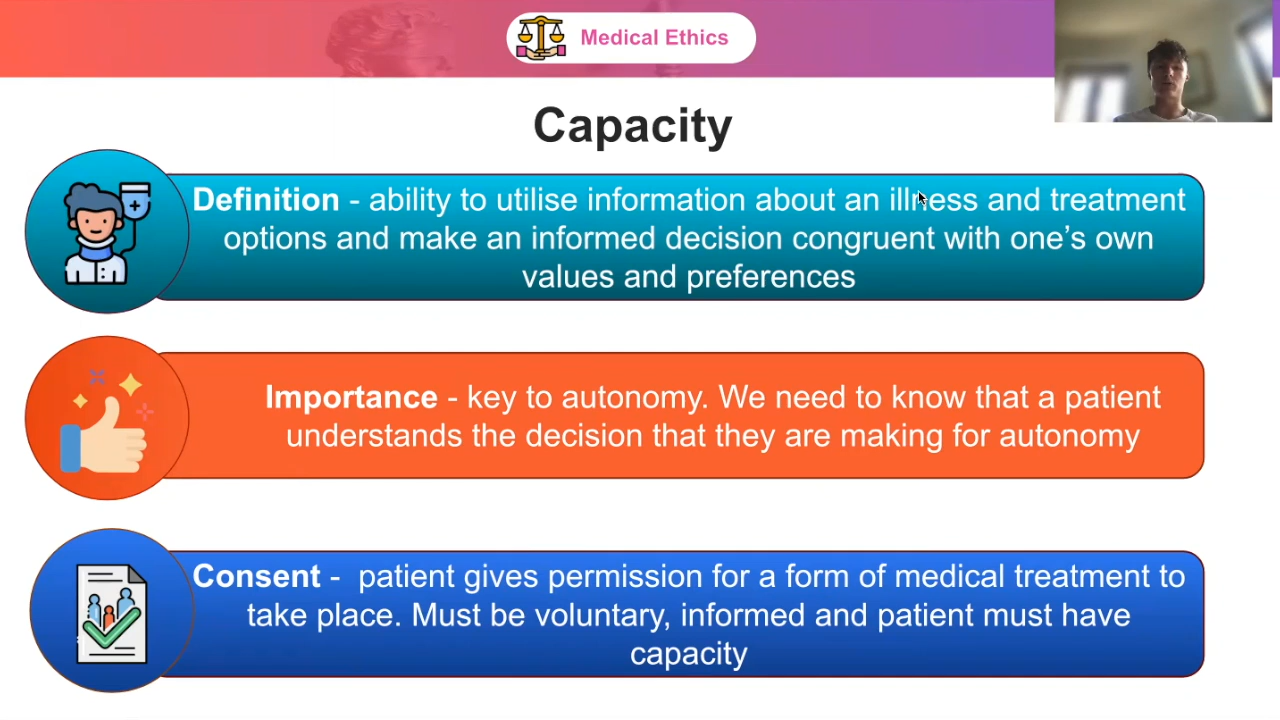 Medical Ethics
Capacity
Definition - ability to utilise information about an illness and treatment
options and make an informed decision congruent with one’s own
values and preferences
Importance - key to autonomy. We need to know that a patient
understands the decision that they are making for autonomy
Consent -  patient gives permission for a form of medical treatment to
take place. Must be voluntary, informed and patient must have
capacity